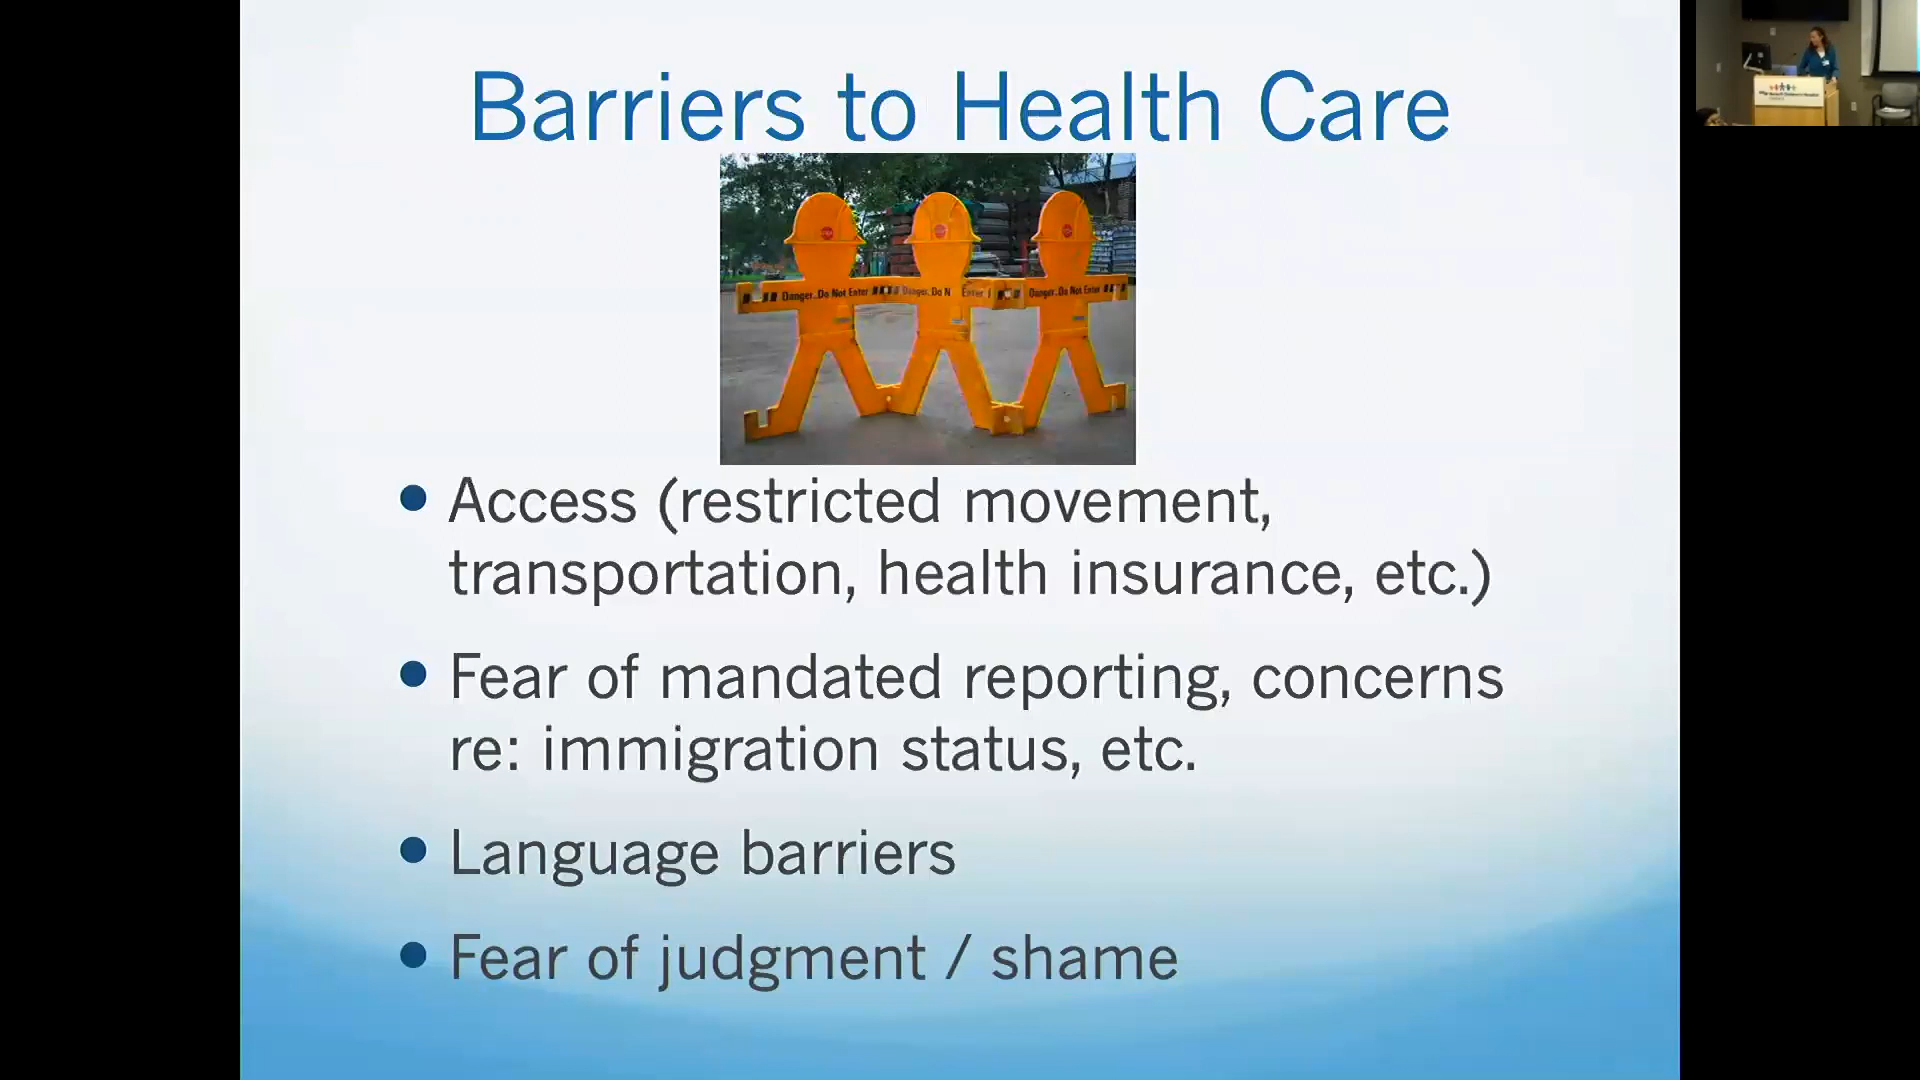 Barriers to Health Care
Danger..Do Not Enter
Danger. Do N Enter
Danger..Do Not Enter
• Access (restricted movement,
transportation, health insurance, etc.)
• Fear of mandated reporting, concerns
re: immigration status, etc.
• Language barriers
• Fear of judgment / shame